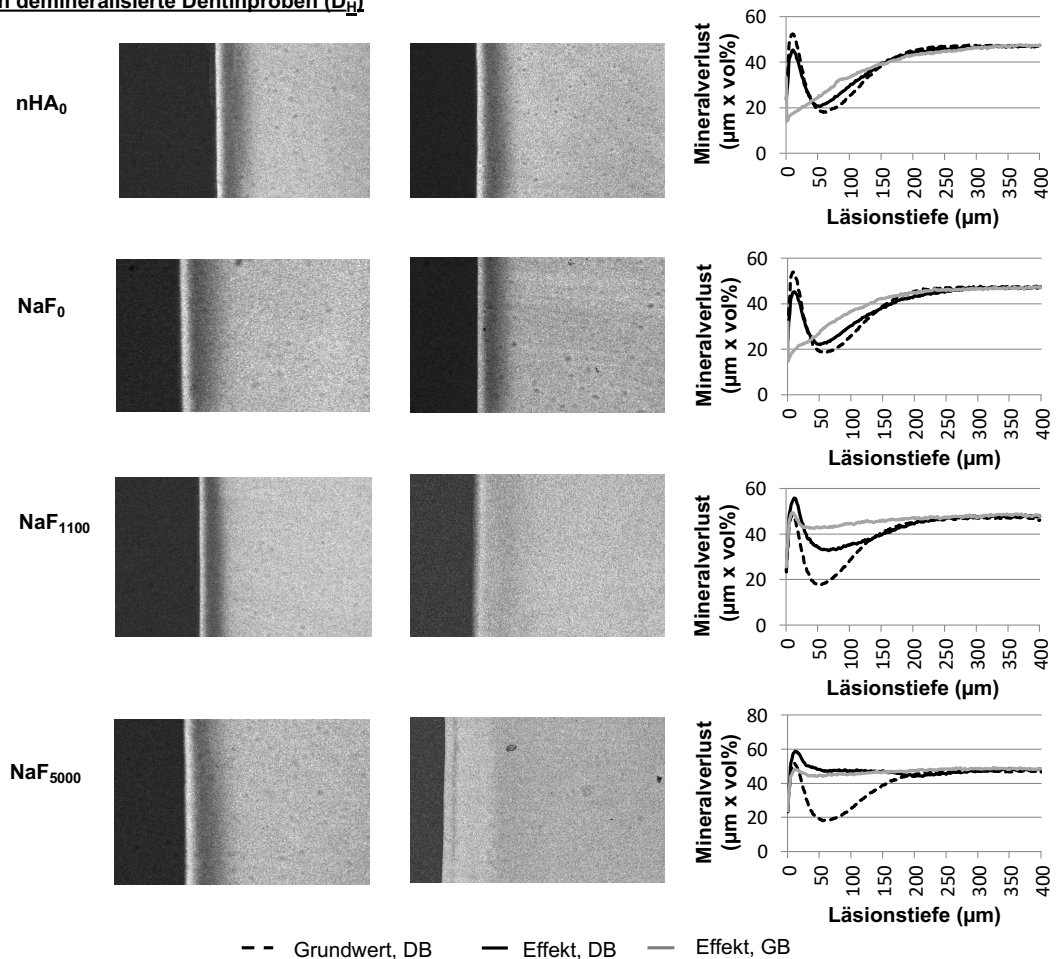 n demineralisierte Dentinproben (DH)
nHA0
Mineralverlust
(µm x vol%)
60
40
20
0
0 50 100 150 200 250 300 350 400
Läsionstiefe (µm)
NaF0
Mineralverlust
(µm x vol%)
60
40
20
0
0 50 100 150 200 250 300 350 400
Läsionstiefe (µm)
NaF1100
Mineralverlust
(µm x vol%)
60
40
20
0
0 50 100 150 200 250 300 350 400
Läsionstiefe (µm)
NaF5000
Mineralverlust
(µm x vol%)
80
60
40
20
0
0 50 100 150 200 250 300 350 400
Läsionstiefe (µm)
Grundwert, DB Effekt, DB Effekt, GB